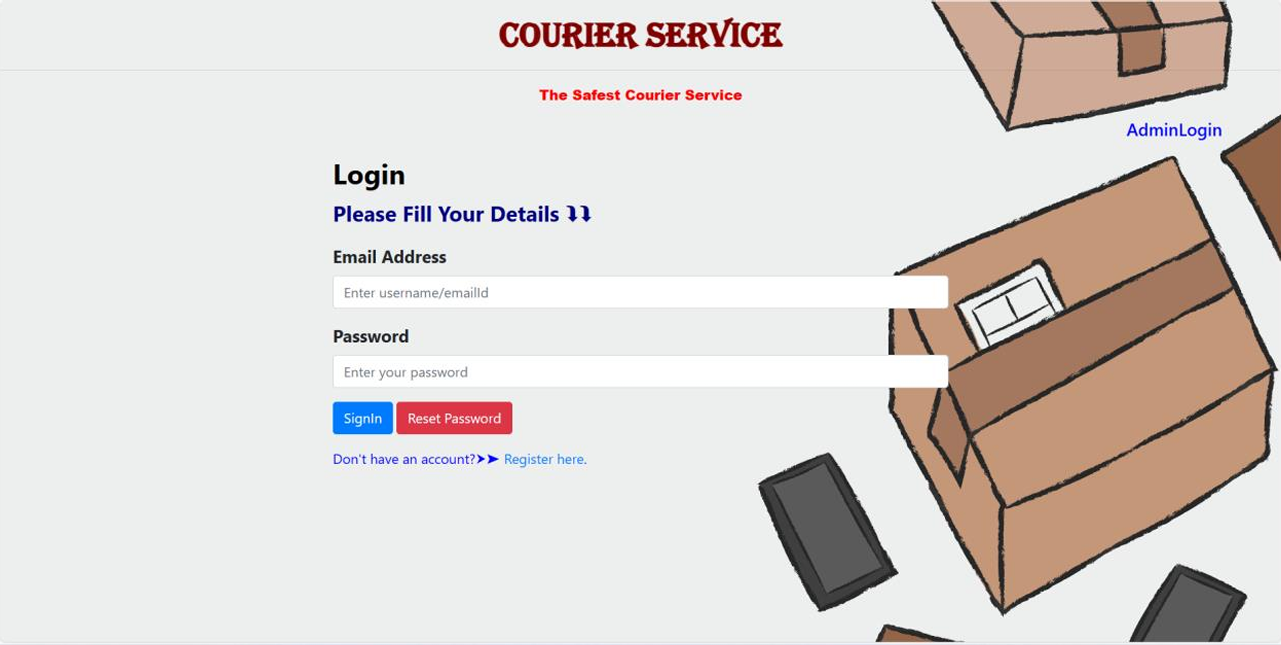 COURIER SERVICE
The Safest Courier Service
AdminLogin
Login
Please Fill Your Details ⮯⮯
Email Address
Enter username/emailId
Password
Enter your password
SignIn Reset Password
Don't have an account?➤➤ Register here.